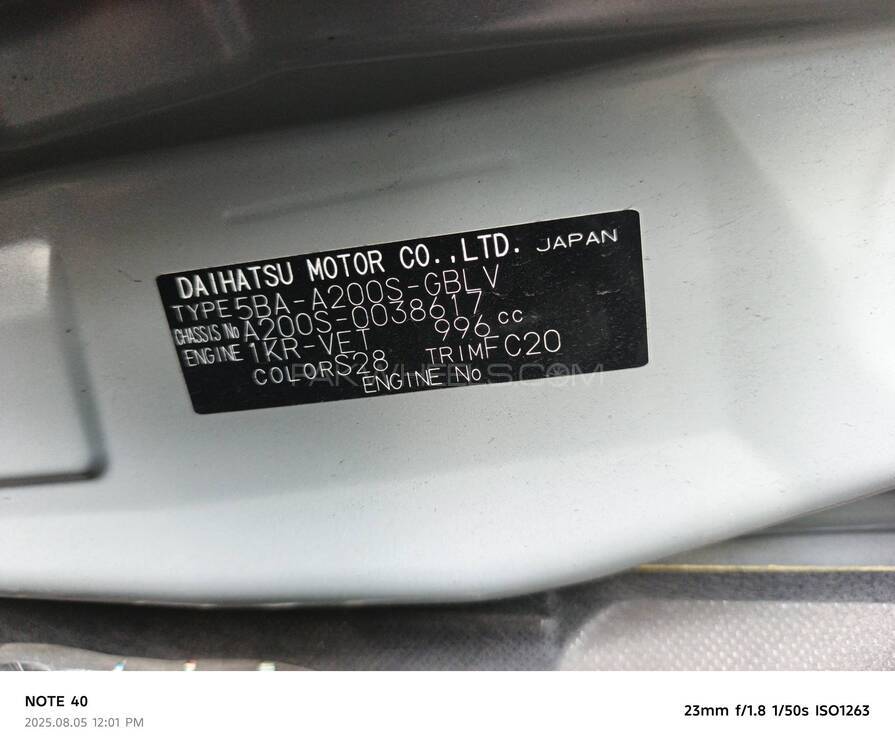 DAIHATSU MOTOR CO.,LTD. JAPAN
TYPE 5BA-A200S-GBLV
CHASSIS No A200S-0038617
ENGINE 1KR-VET 996 cc
COLOR S28 TRIM FC20
ENGINE No
PAKWHEELS.COM
NOTE 40
2025.08.05 12:01 PM
23mm f/1.8 1/50s ISO1263